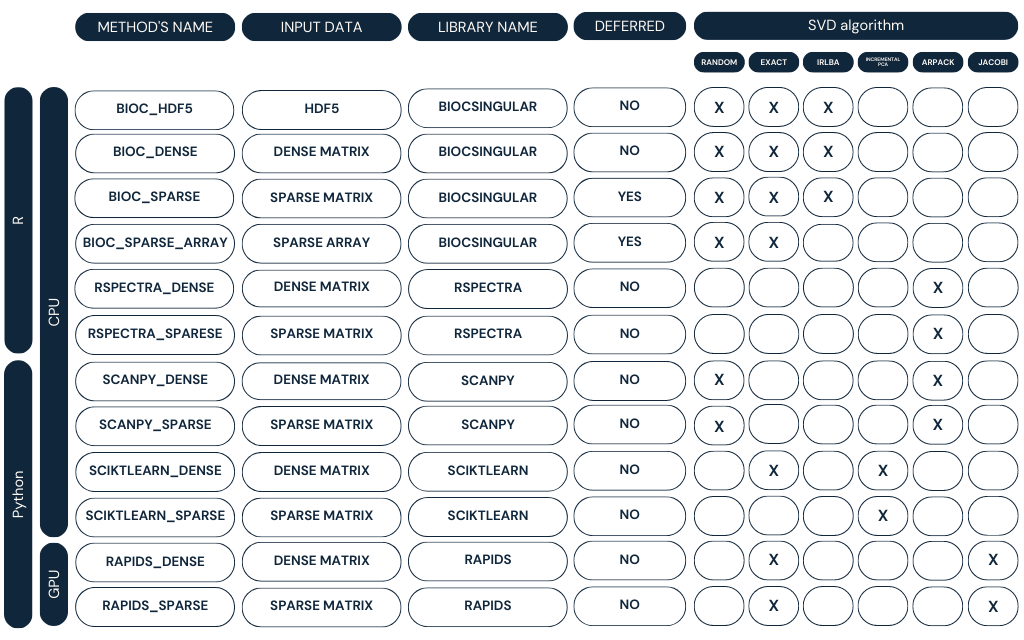 METHOD'S NAME INPUT DATA LIBRARY NAME DEFERRED SVD algorithm
RANDOM EXACT IRLBA INCREMENTAL PCA ARPACK JACOBI
R
CPU
BIOC_HDF5 HDF5 BIOCSINGULAR NO X X X
BIOC_DENSE DENSE MATRIX BIOCSINGULAR NO X X X
BIOC_SPARSE SPARSE MATRIX BIOCSINGULAR YES X X X
BIOC_SPARSE_ARRAY SPARSE ARRAY BIOCSINGULAR YES X X
RSPECTRA_DENSE DENSE MATRIX RSPECTRA NO X
RSPECTRA_SPARESE SPARSE MATRIX RSPECTRA NO X
Python
SCANPY_DENSE DENSE MATRIX SCANPY NO X X
SCANPY_SPARSE SPARSE MATRIX SCANPY NO X X
SCIKTLEARN_DENSE DENSE MATRIX SCIKTLEARN NO X X
SCIKTLEARN_SPARSE SPARSE MATRIX SCIKTLEARN NO X
GPU
RAPIDS_DENSE DENSE MATRIX RAPIDS NO X X
RAPIDS_SPARSE SPARSE MATRIX RAPIDS NO X X